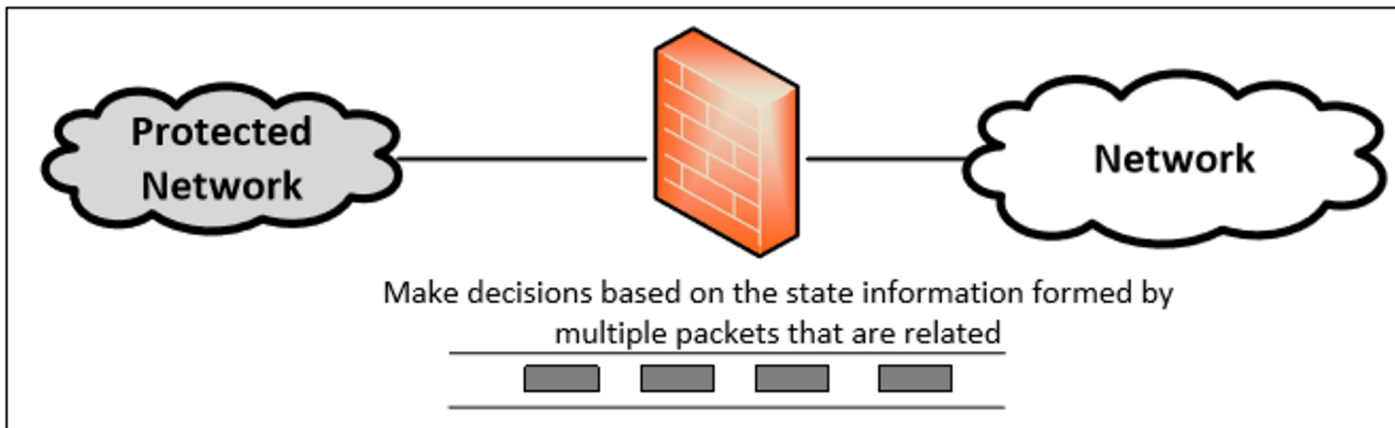 Protected
Network
Network
Make decisions based on the state information formed by
multiple packets that are related